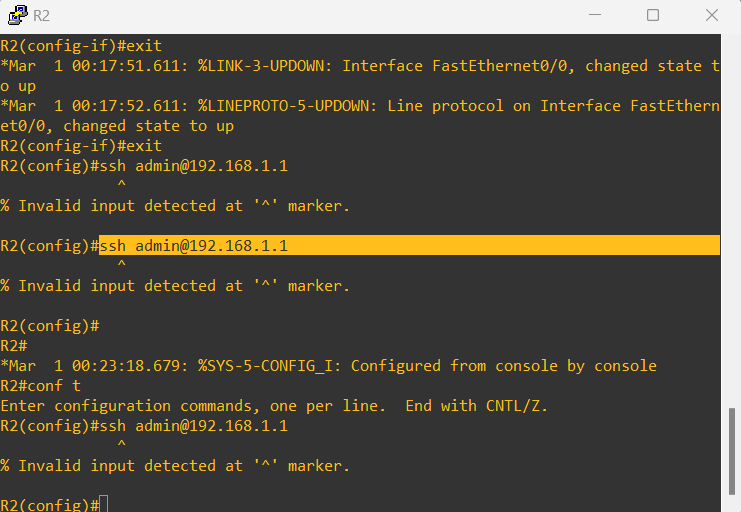 R2
R2(config-if)#exit
*Mar  1 00:17:51.611: %LINK-3-UPDOWN: Interface FastEthernet0/0, changed state t
o up
*Mar  1 00:17:52.611: %LINEPROTO-5-UPDOWN: Line protocol on Interface FastEthern
et0/0, changed state to up
R2(config-if)#exit
R2(config)#ssh admin@192.168.1.1
             ^
% Invalid input detected at '^' marker.
R2(config)#ssh admin@192.168.1.1
             ^
% Invalid input detected at '^' marker.
R2(config)#
R2#
*Mar  1 00:23:18.679: %SYS-5-CONFIG_I: Configured from console by console
R2#conf t
Enter configuration commands, one per line.  End with CNTL/Z.
R2(config)#ssh admin@192.168.1.1
             ^
% Invalid input detected at '^' marker.
R2(config)#